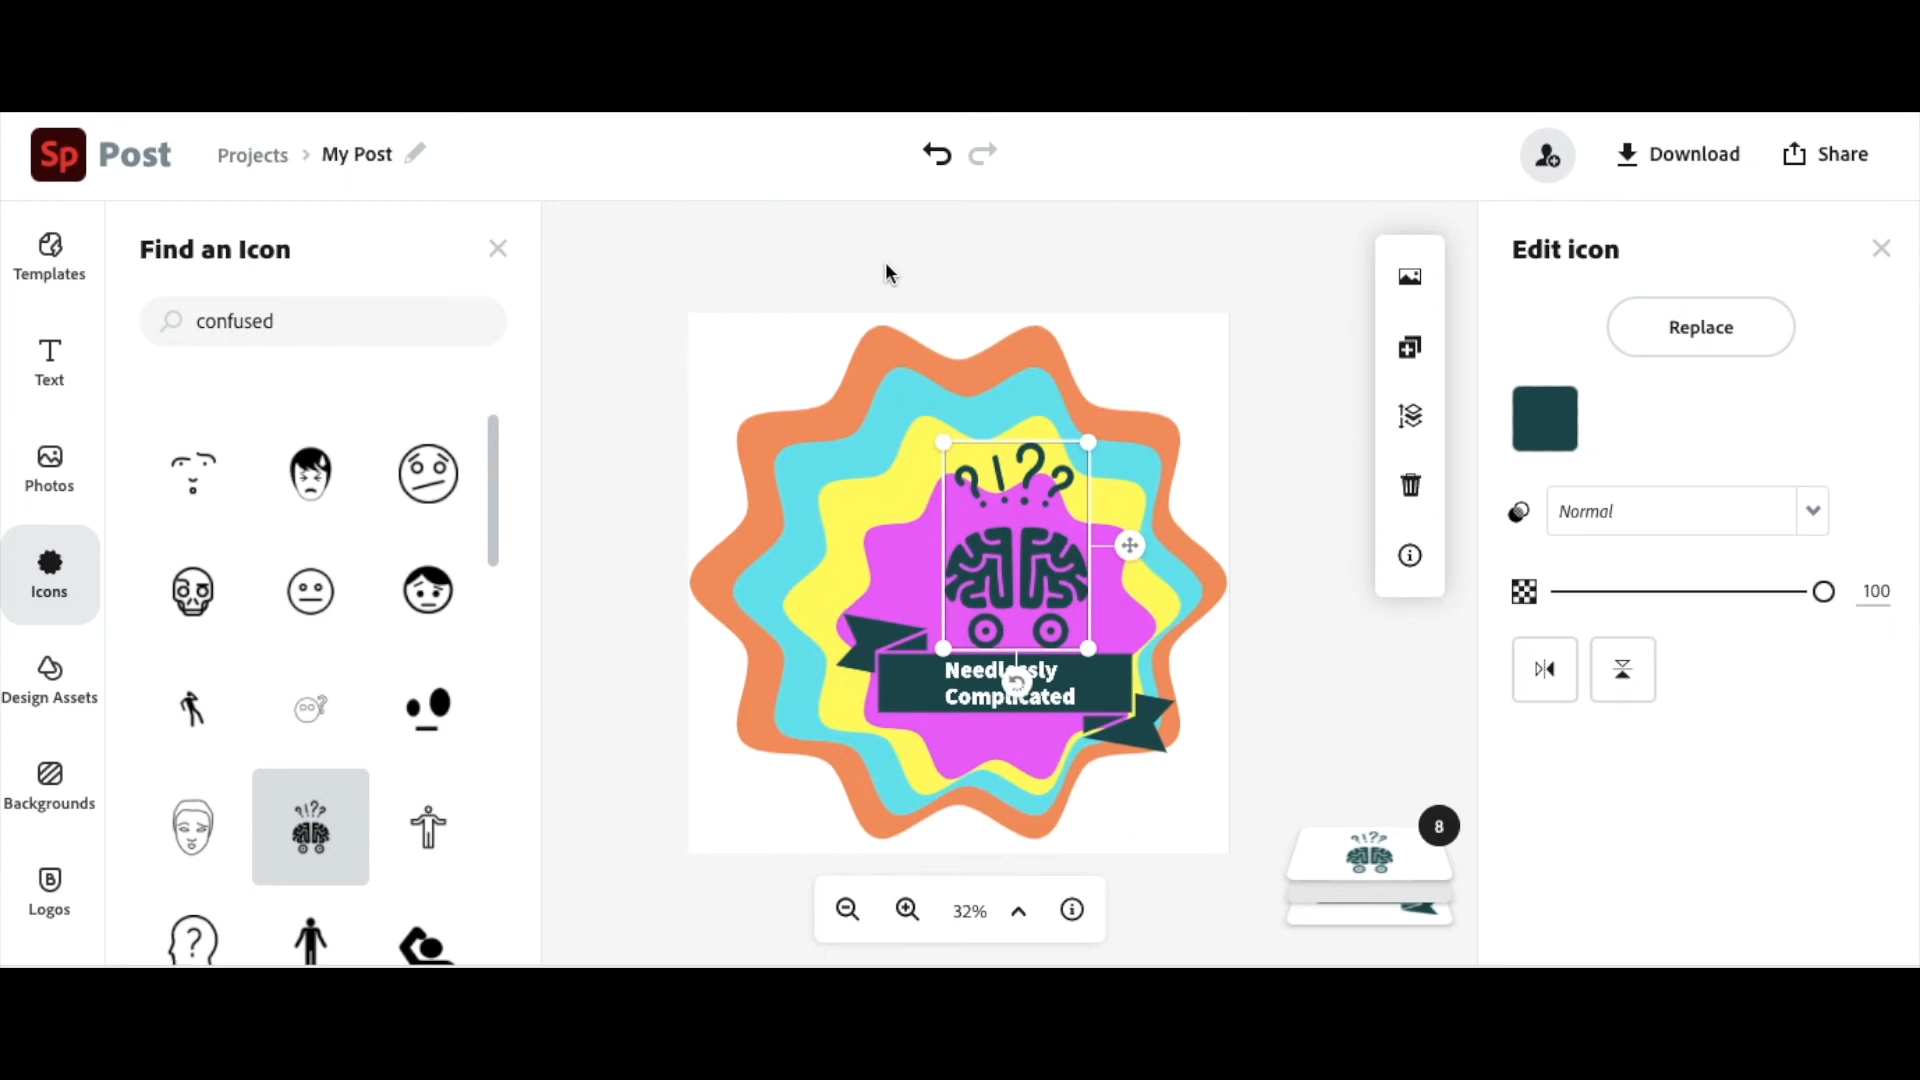 Sp Post
Projects > My Post
Download
Share
Templates
Text
Photos
Icons
Design Assets
Backgrounds
Logos
Find an Icon
confused
Needlessly
Complicated
32%
8
Edit icon
Replace
Normal
100